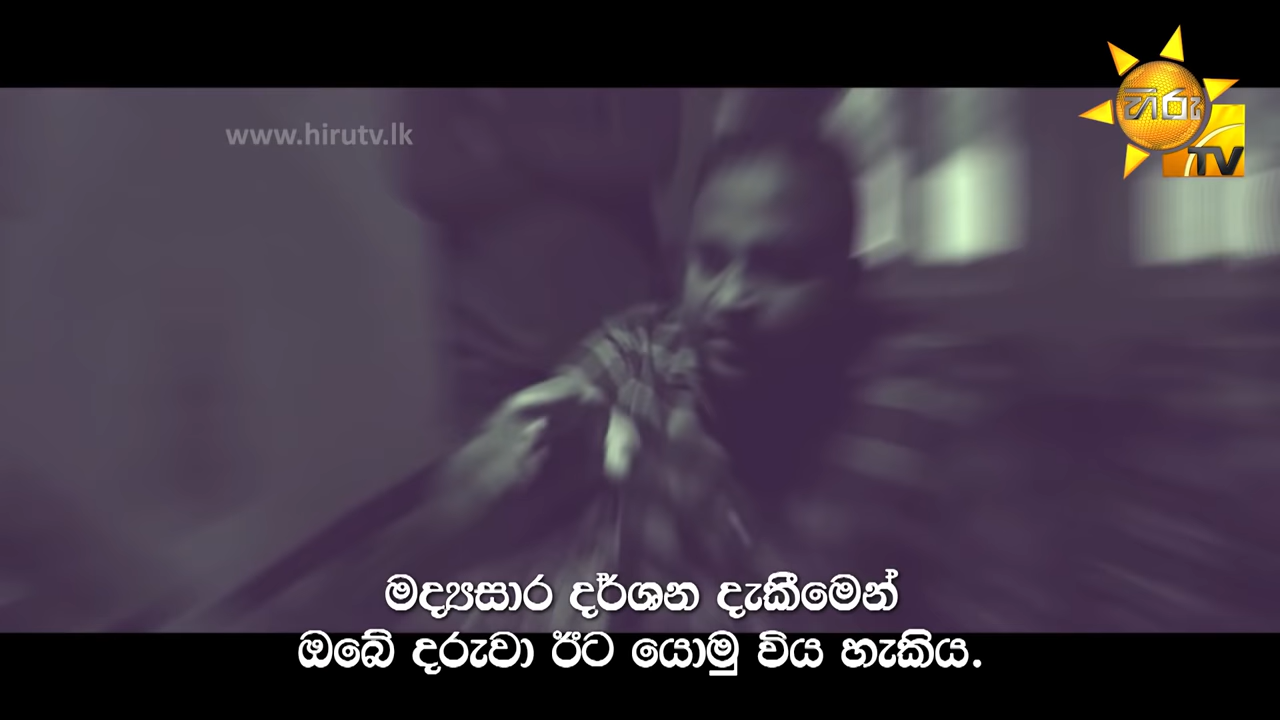 www.hirutv.lk
හිරු
TV
මද්‍යසාර දර්ශන දැකීමෙන්
ඔබේ දරුවා ඊට යොමු විය හැකිය.